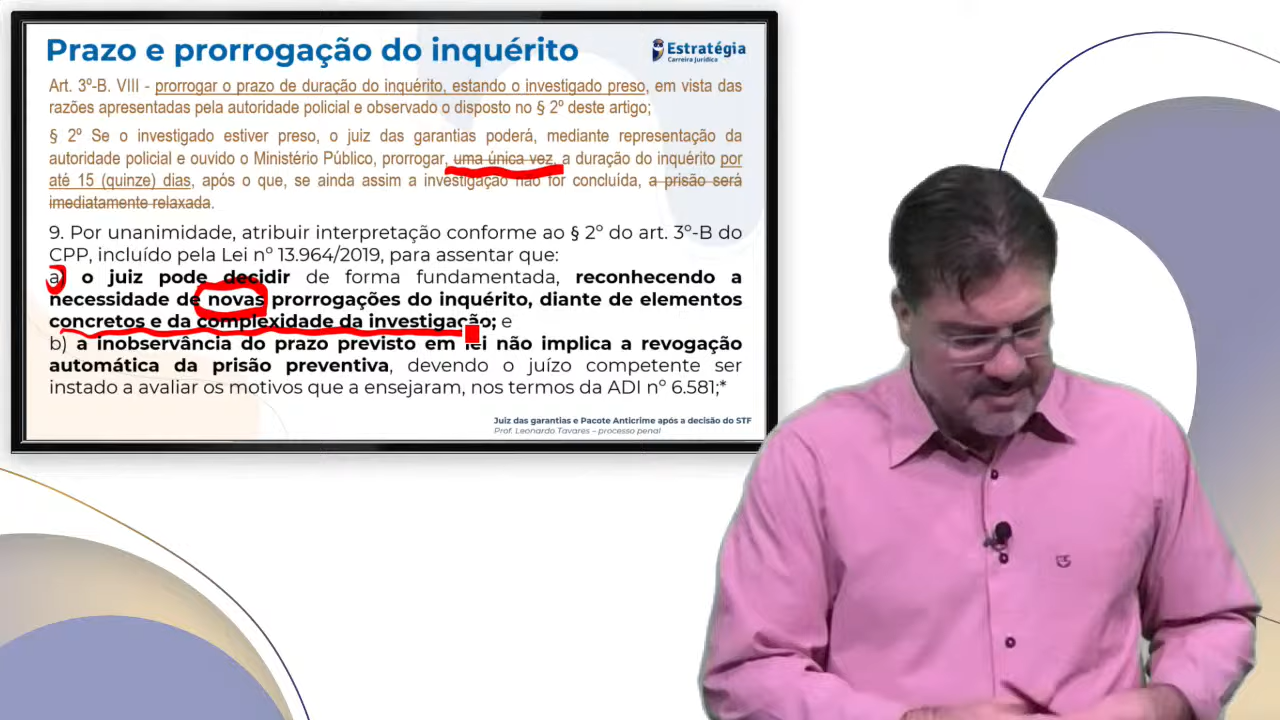 Prazo e prorrogação do inquérito
Estratégia
Carreira Jurídica
Art. 3º-B. VIII - prorrogar o prazo de duração do inquérito, estando o investigado preso, em vista das
razões apresentadas pela autoridade policial e observado o disposto no § 2º deste artigo;
§ 2º Se o investigado estiver preso, o juiz das garantias poderá, mediante representação da
autoridade policial e ouvido o Ministério Público, prorrogar, uma única vez, a duração do inquérito por
até 15 (quinze) dias, após o que, se ainda assim a investigação não for concluída, a prisão será
imediatamente relaxada.
9. Por unanimidade, atribuir interpretação conforme ao § 2º do art. 3º-B do
CPP, incluído pela Lei nº 13.964/2019, para assentar que:
a) o juiz pode decidir de forma fundamentada, reconhecendo a
necessidade de novas prorrogações do inquérito, diante de elementos
concretos e da complexidade da investigação; e
b) a inobservância do prazo previsto em lei não implica a revogação
automática da prisão preventiva, devendo o juízo competente ser
instado a avaliar os motivos que a ensejaram, nos termos da ADI nº 6.581;*
Juiz das garantias e Pacote Anticrime após a decisão do STF
Prof. Leonardo Tavares – processo penal